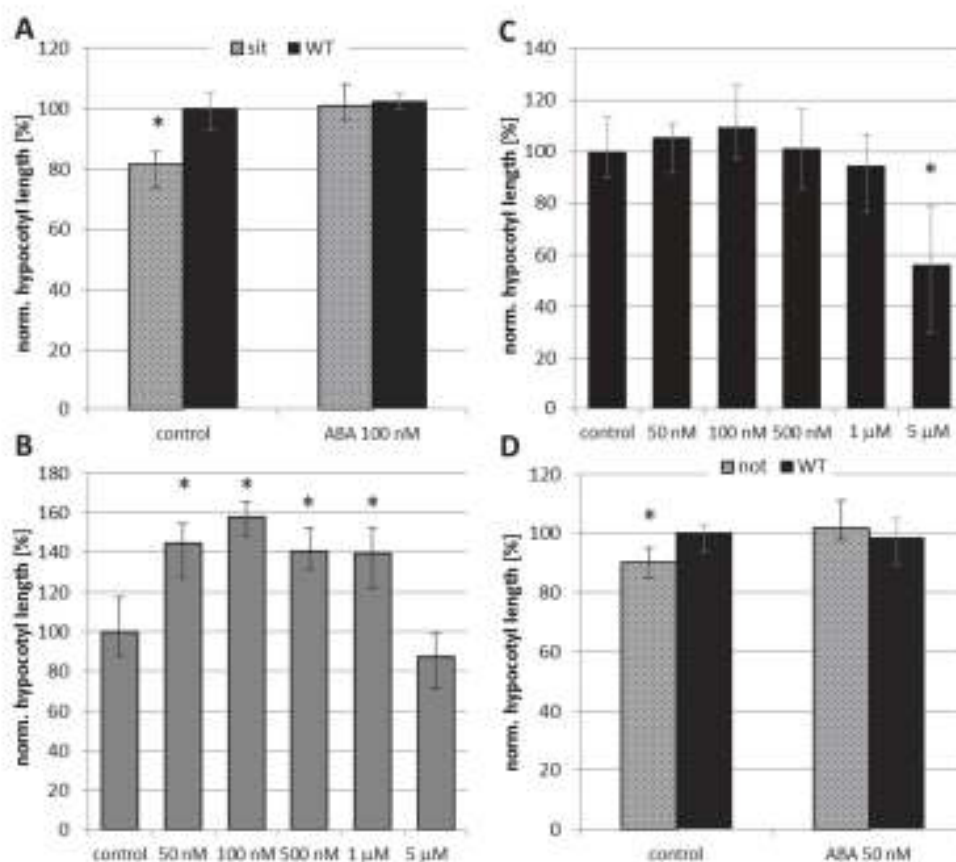 A
sit WT
norm. hypocotyl length [%]
140
120
100
80
60
40
20
0
*
control ABA 100 nM
B
norm. hypocotyl length [%]
180
160
140
120
100
80
60
40
20
0
* * * *
control 50 nM 100 nM 500 nM 1 µM 5 µM
C
norm. hypocotyl length [%]
140
120
100
80
60
40
20
0
*
control 50 nM 100 nM 500 nM 1 µM 5 µM
D
not WT
norm. hypocotyl length [%]
120
100
80
60
40
20
0
*
control ABA 50 nM